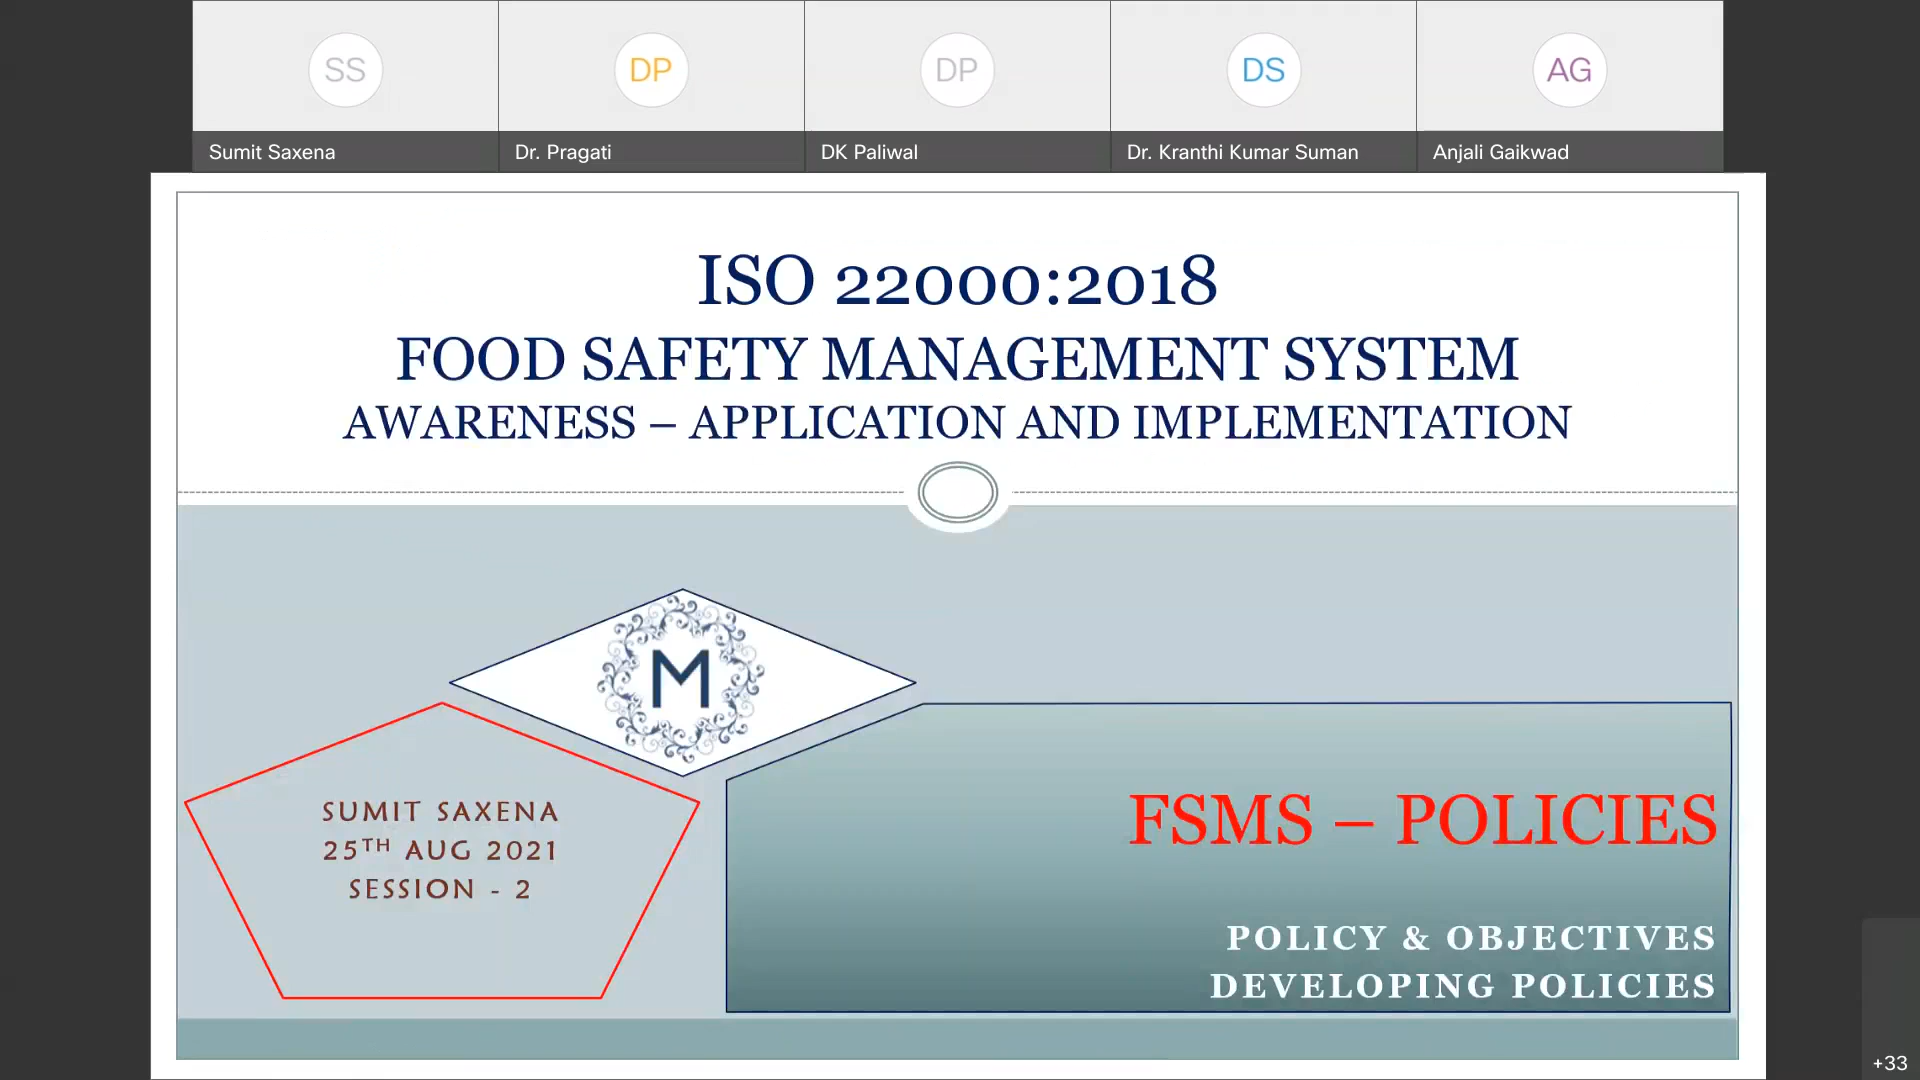 SS
DP
DP
DS
AG
Sumit Saxena
Dr. Pragati
DK Paliwal
Dr. Kranthi Kumar Suman
Anjali Gaikwad
ISO 22000:2018
FOOD SAFETY MANAGEMENT SYSTEM
AWARENESS – APPLICATION AND IMPLEMENTATION
M
SUMIT SAXENA
25TH AUG 2021
SESSION - 2
FSMS – POLICIES
POLICY & OBJECTIVES
DEVELOPING POLICIES
+33